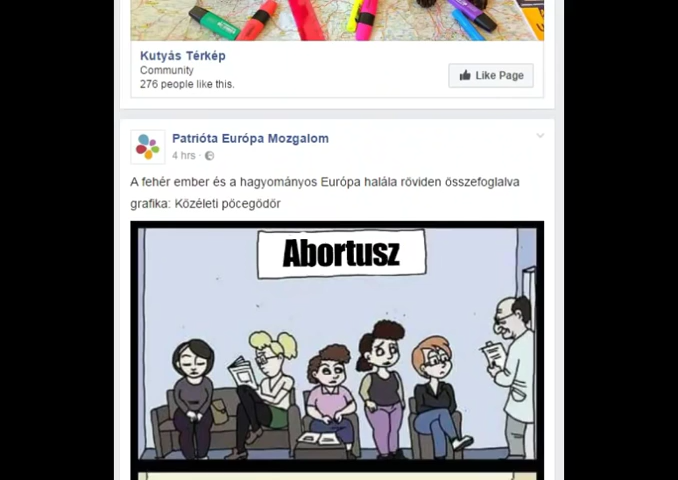 Kutyás Térkép
Community
276 people like this.
Like Page
Patrióta Európa Mozgalom
4 hrs
A fehér ember és a hagyományos Európa halála röviden összefoglalva
grafika: Közéleti pöcegödör
Abortusz